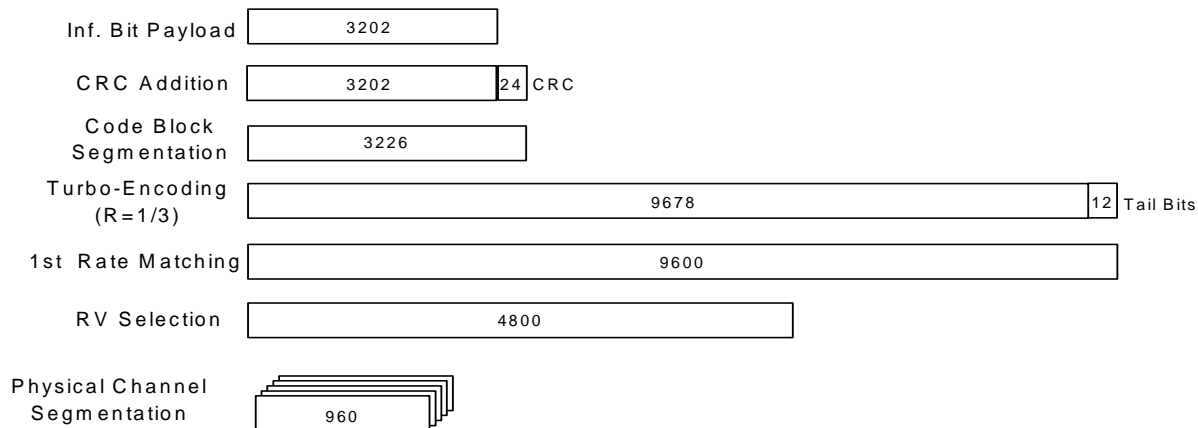 Inf. Bit Payload 3202
CRC Addition 3202 24 CRC
Code Block
Segmentation 3226
Turbo-Encoding
(R=1/3) 9678 12 Tail Bits
1st Rate Matching 9600
RV Selection 4800
Physical Channel
Segmentation 960